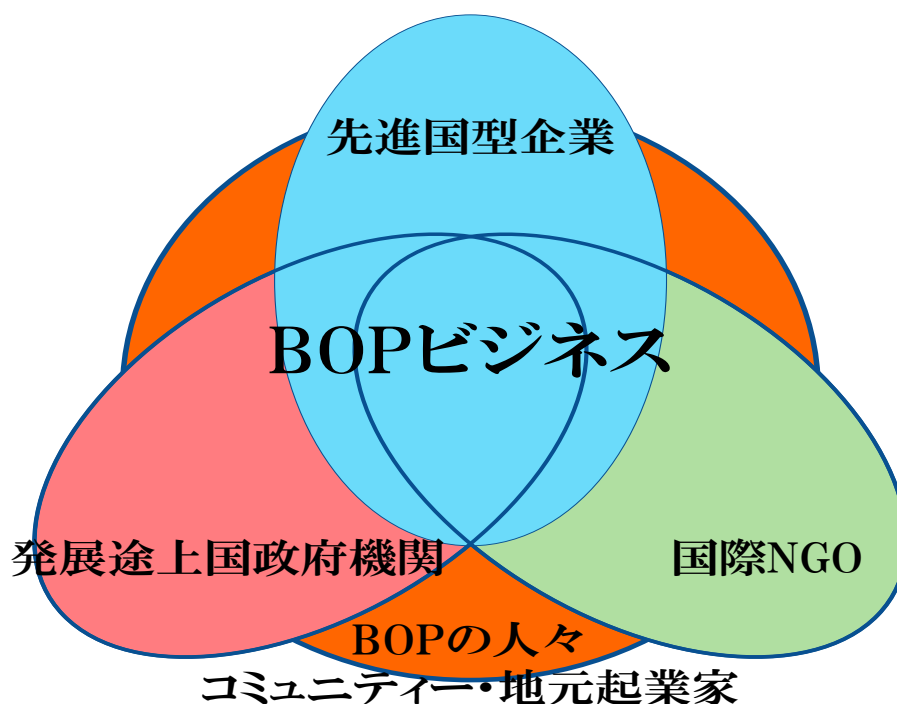 先進国型企業
BOPビジネス
発展途上国政府機関
国際NGO
BOPの人々
コミュニティー・地元起業家